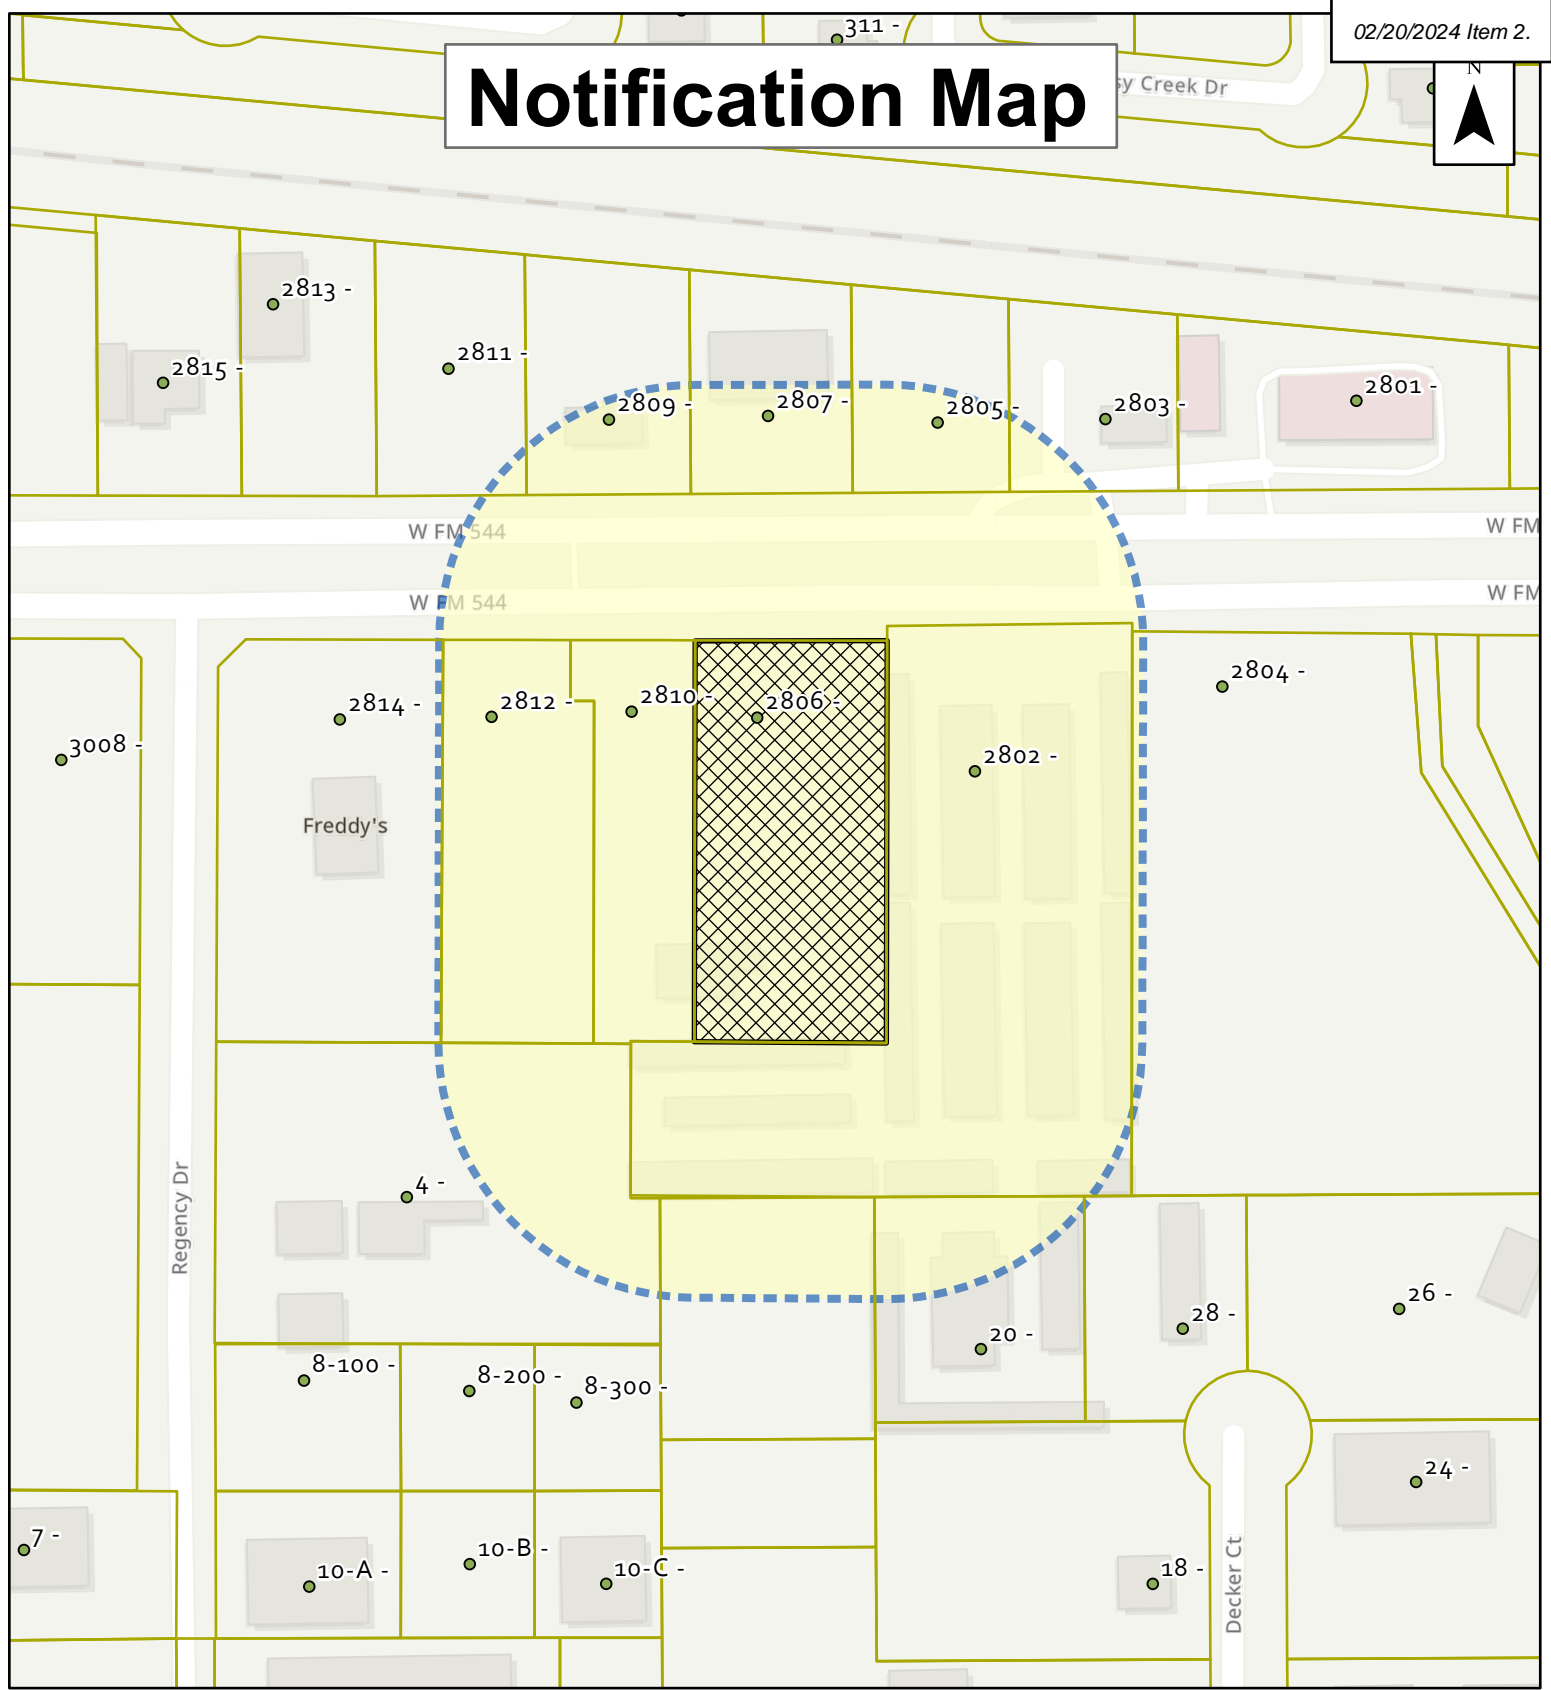 02/20/2024 Item 2.
311 -
N
Notification Map
sy Creek Dr
2813 -
2815 -
2811 -
2809 -
2807 -
2805 -
2803 -
2801 -
W FM 544
W FM
W FM 544
W FM
2814 -
2812 -
2810 -
2806 -
2802 -
2804 -
3008 -
Freddy's
Regency Dr
4 -
20 -
28 -
26 -
8-100 -
8-200 -
8-300 -
24 -
7 -
10-A -
10-B -
10-C -
18 -
Decker Ct